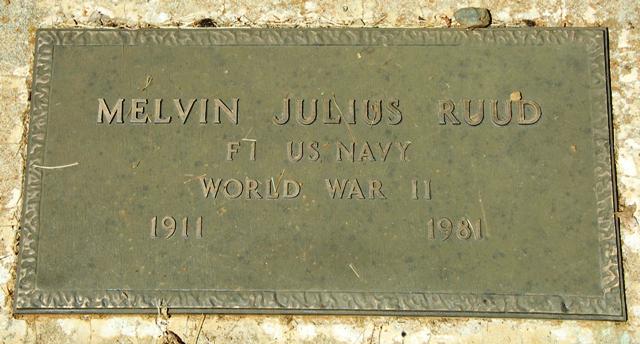 MELVIN JULIUS RUUD
F1 US NAVY
WORLD WAR II
1911 1981